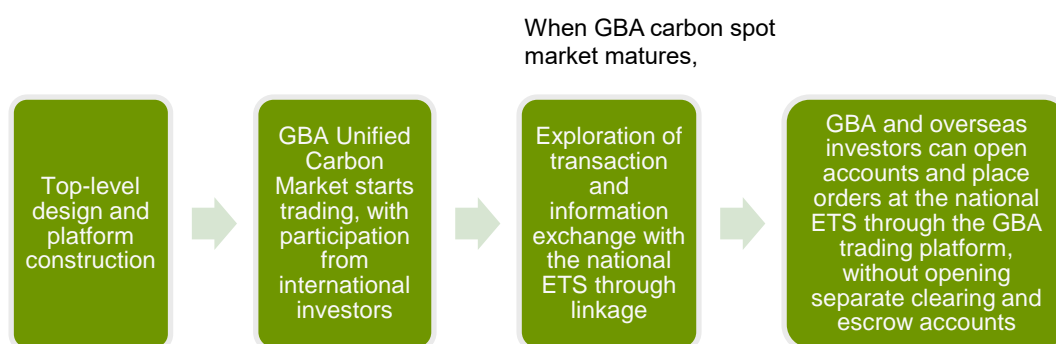 When GBA carbon spot
market matures,
Top-level
design and
platform
construction
GBA Unified
Carbon
Market starts
trading, with
participation
from
international
investors
Exploration of
transaction
and
information
exchange with
the national
ETS through
linkage
GBA and overseas
investors can open
accounts and place
orders at the national
ETS through the GBA
trading platform,
without opening
separate clearing and
escrow accounts